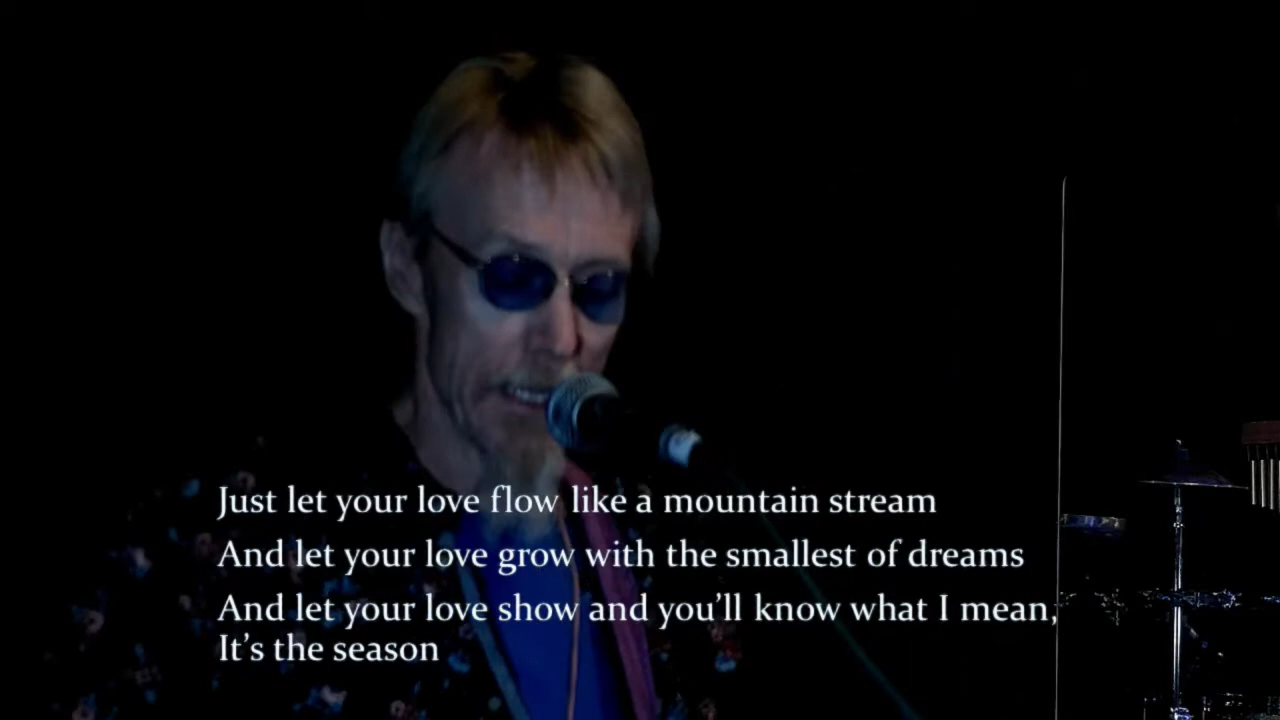 Just let your love flow like a mountain stream
And let your love grow with the smallest of dreams
And let your love show and you’ll know what I mean,
It’s the season